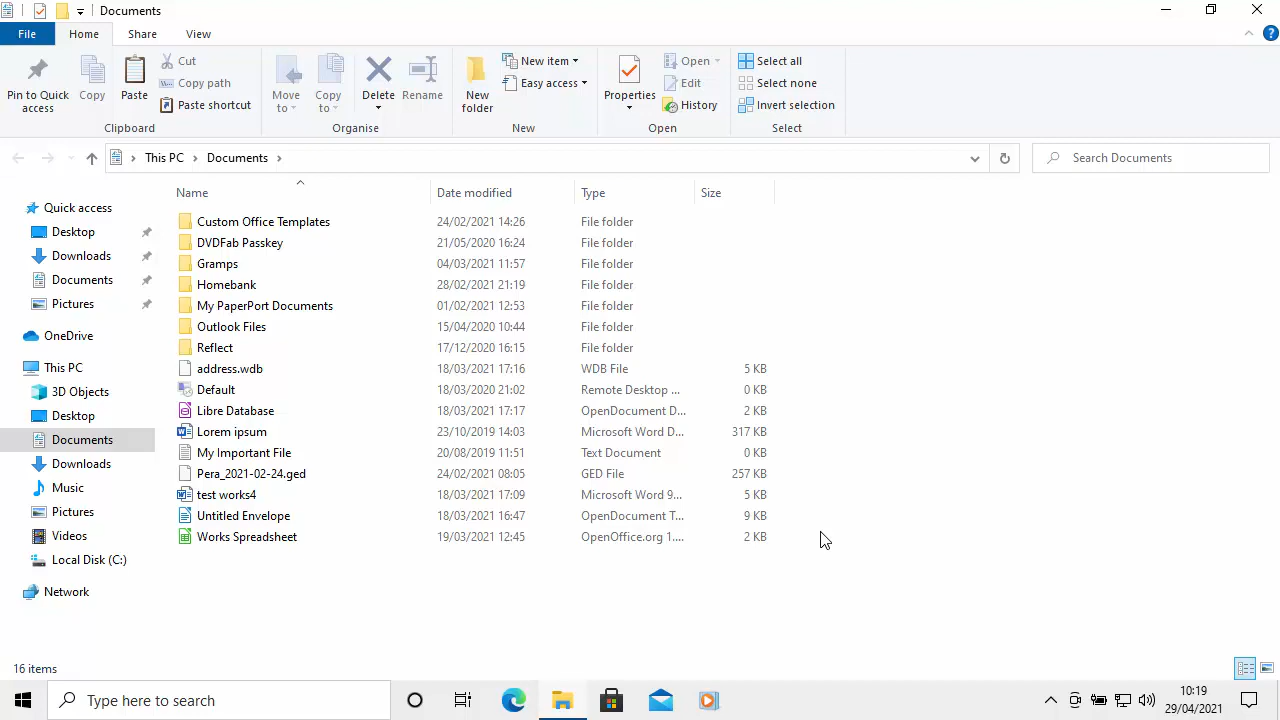 Documents
File Home Share View
Pin to Quick access
Copy
Paste
Cut
Copy path
Paste shortcut
Clipboard
Move to
Copy to
Delete
Rename
Organise
New folder
New item
Easy access
New
Properties
Open
Edit
History
Open
Select all
Select none
Invert selection
Select
This PC Documents
Search Documents
Name Date modified Type Size
Quick access
Desktop
Downloads
Documents
Pictures
OneDrive
This PC
3D Objects
Desktop
Documents
Downloads
Music
Pictures
Videos
Local Disk (C:)
Network
Custom Office Templates 24/02/2021 14:26 File folder
DVDFab Passkey 21/05/2020 16:24 File folder
Gramps 04/03/2021 11:57 File folder
Homebank 28/02/2021 21:19 File folder
My PaperPort Documents 01/02/2021 12:53 File folder
Outlook Files 15/04/2020 10:44 File folder
Reflect 17/12/2020 16:15 File folder
address.wdb 18/03/2021 17:16 WDB File 5 KB
Default 18/03/2020 21:02 Remote Desktop ... 0 KB
Libre Database 18/03/2021 17:17 OpenDocument D... 2 KB
Lorem ipsum 23/10/2019 14:03 Microsoft Word D... 317 KB
My Important File 20/08/2019 11:51 Text Document 0 KB
Pera_2021-02-24.ged 24/02/2021 08:05 GED File 257 KB
test works4 18/03/2021 17:09 Microsoft Word 9... 5 KB
Untitled Envelope 18/03/2021 16:47 OpenDocument T... 9 KB
Works Spreadsheet 19/03/2021 12:45 OpenOffice.org 1.... 2 KB
16 items
Type here to search
10:19
29/04/2021